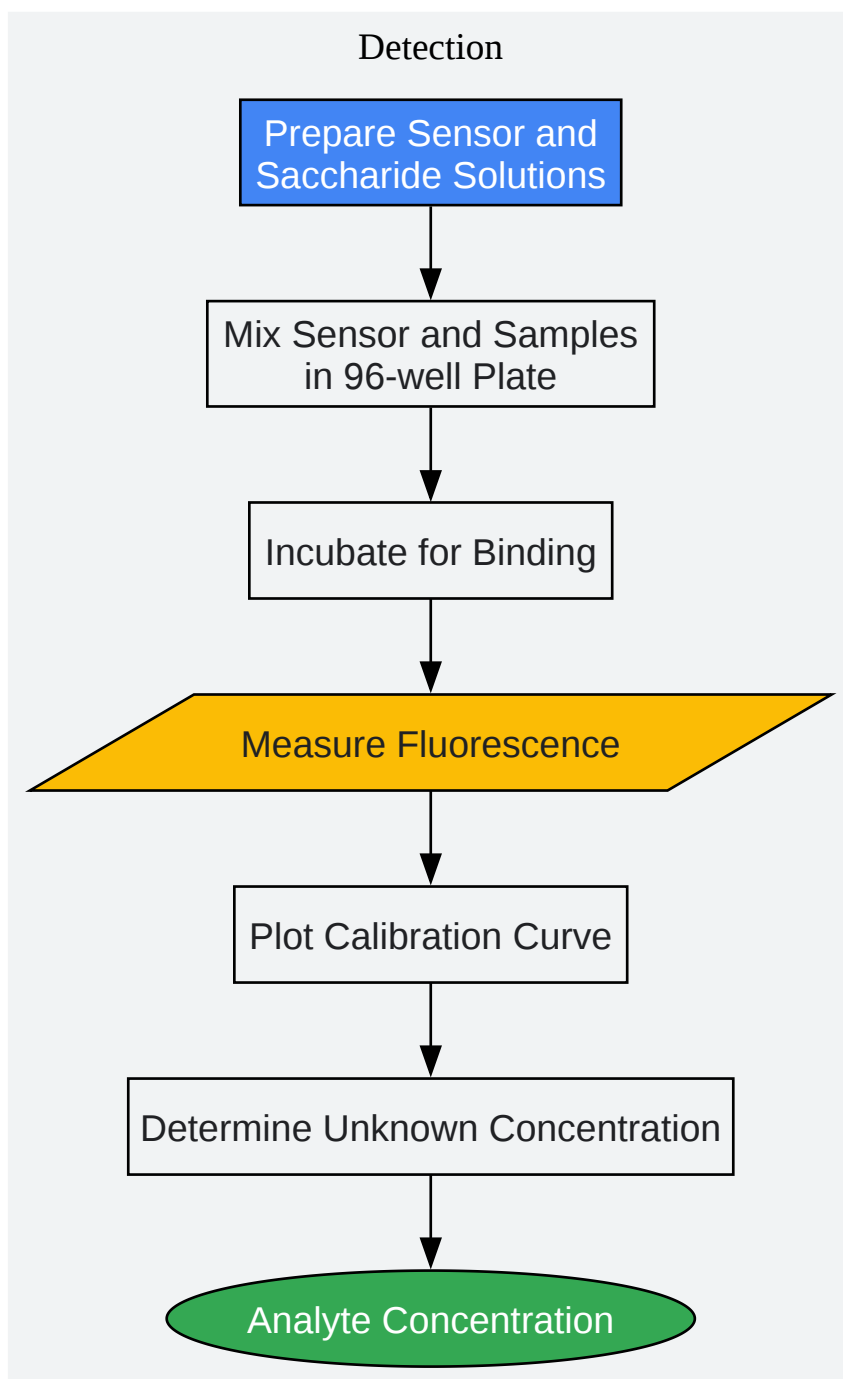 Detection
Prepare Sensor and
Saccharide Solutions
Mix Sensor and Samples
in 96-well Plate
Incubate for Binding
Measure Fluorescence
Plot Calibration Curve
Determine Unknown Concentration
Analyte Concentration